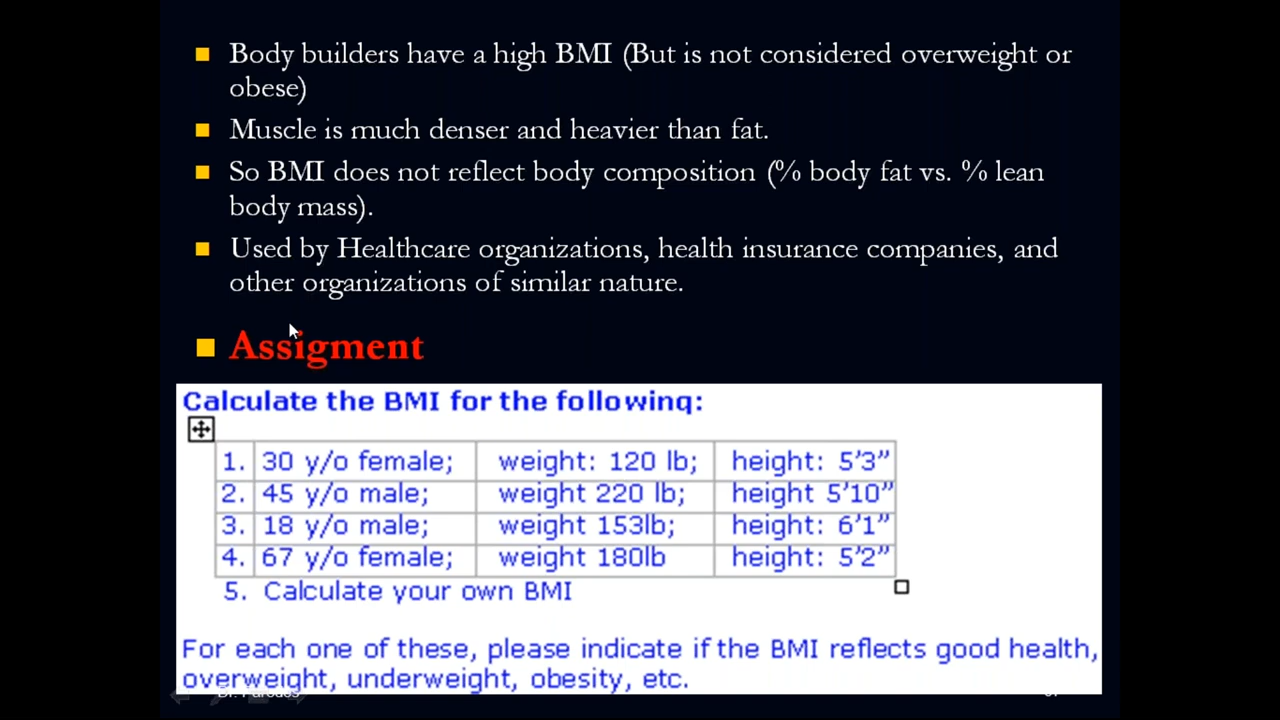 Body builders have a high BMI (But is not considered overweight or
obese)
Muscle is much denser and heavier than fat.
So BMI does not reflect body composition (% body fat vs. % lean
body mass).
Used by Healthcare organizations, health insurance companies, and
other organizations of similar nature.
Assigment
Calculate the BMI for the following:
1. 30 y/o female; weight: 120 lb; height: 5’3”
2. 45 y/o male; weight 220 lb; height 5’10”
3. 18 y/o male; weight 153lb; height: 6’1”
4. 67 y/o female; weight 180lb height: 5’2”
5. Calculate your own BMI
For each one of these, please indicate if the BMI reflects good health,
overweight, underweight, obesity, etc.